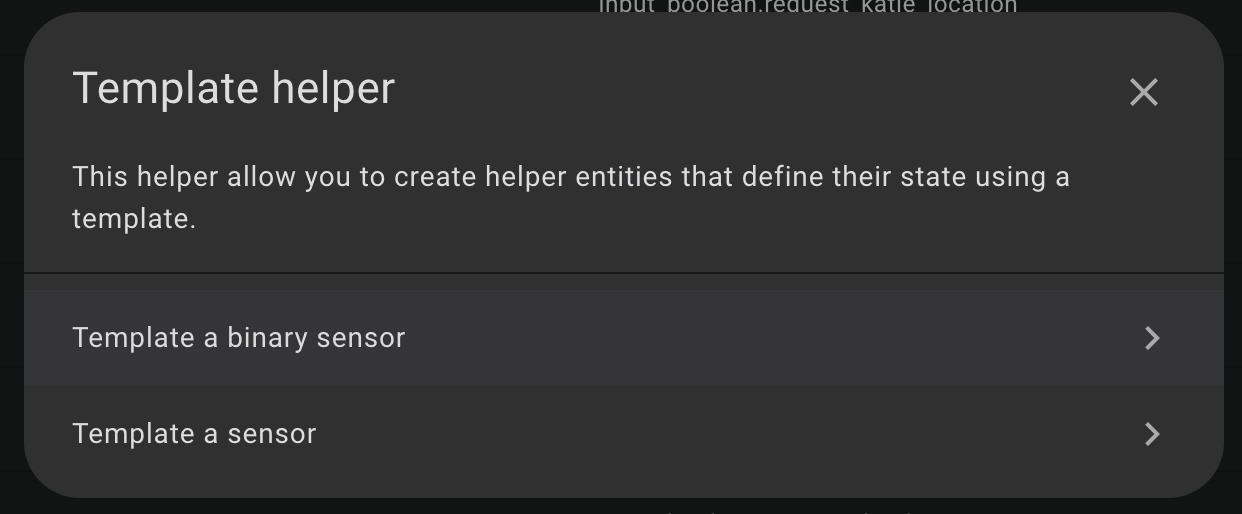 input_boolean.request_katie_location
Template helper
This helper allow you to create helper entities that define their state using a
template.
Template a binary sensor
Template a sensor